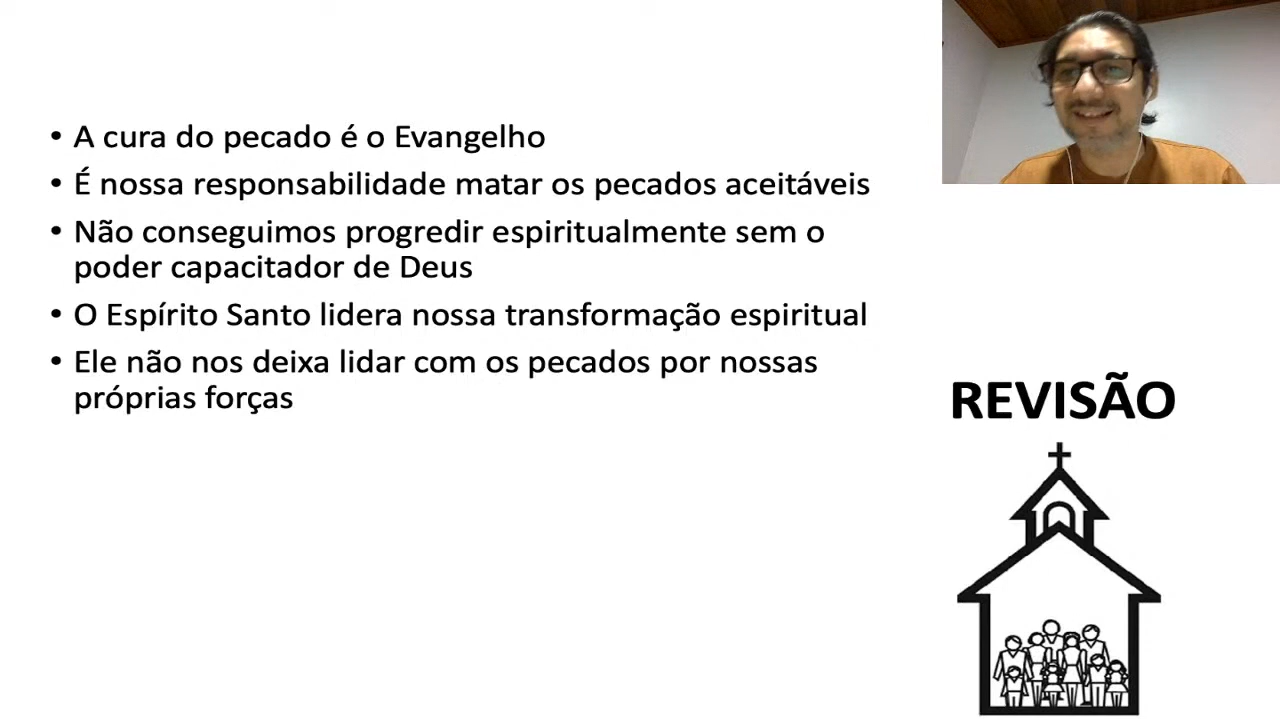 • A cura do pecado é o Evangelho
• É nossa responsabilidade matar os pecados aceitáveis
• Não conseguimos progredir espiritualmente sem o
poder capacitador de Deus
• O Espírito Santo lidera nossa transformação espiritual
• Ele não nos deixa lidar com os pecados por nossas
próprias forças
REVISÃO